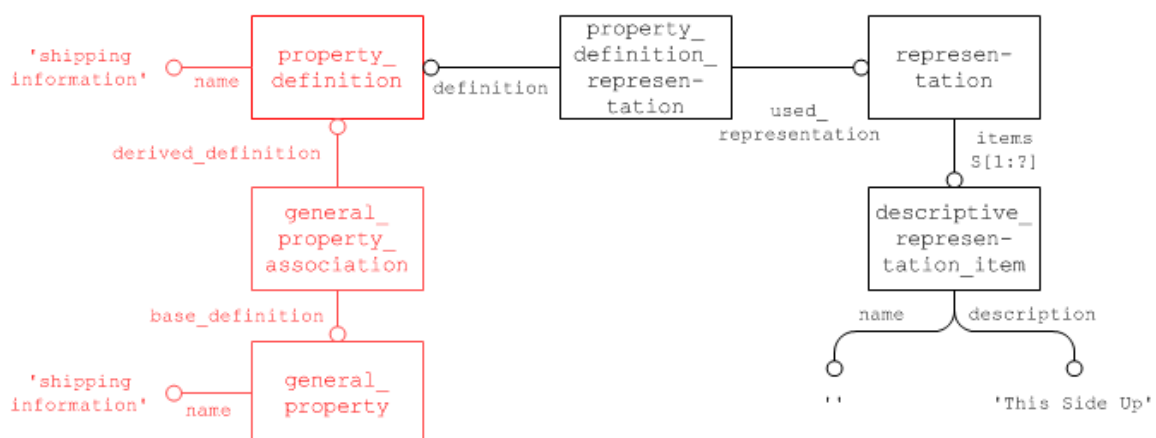 'shipping
information'
name
property_
definition
definition
property_
definition_
represen-
tation
used_
representation
represen-
tation
derived_definition
items
S[1:?]
general_
property_
association
descriptive_
represen-
tation_item
base_definition
name
description
'shipping
information'
name
general_
property
''
'This Side Up'